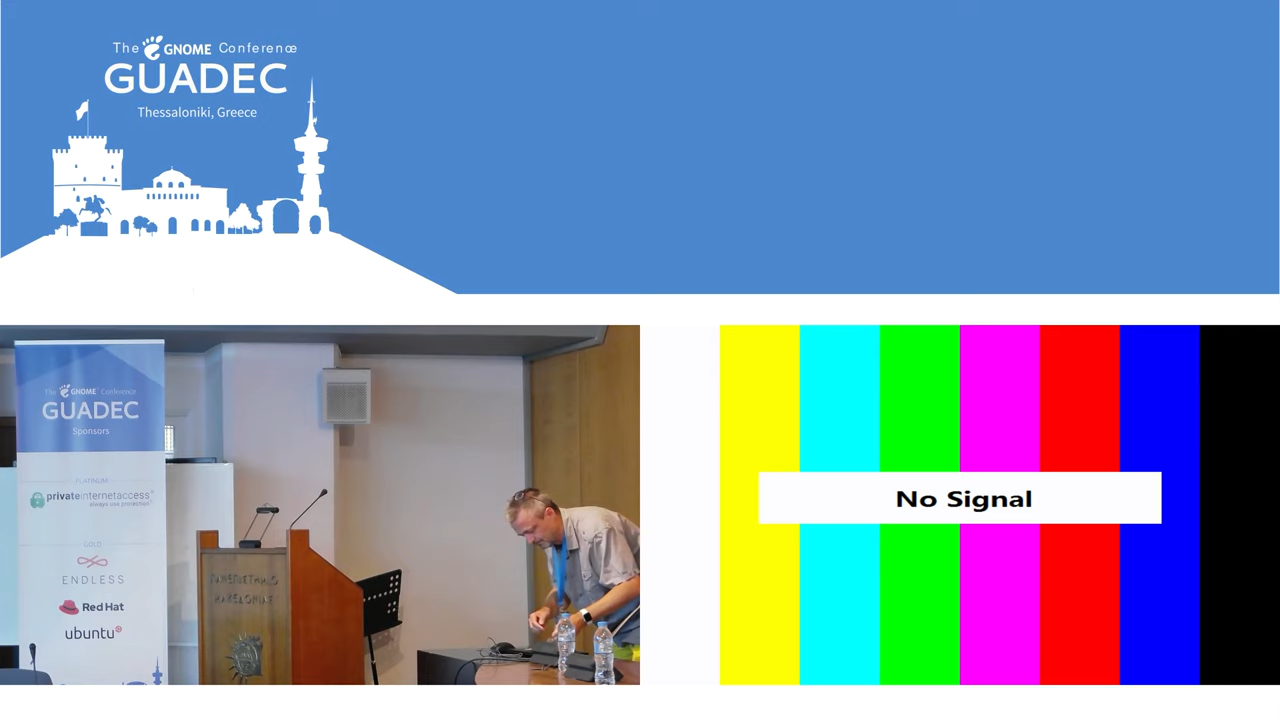 The GNOME Conference
GUADEC
Thessaloniki, Greece
The GNOME Conference
GUADEC
Sponsors
PLATINUM
privateinternetaccess®
always use protection®
GOLD
ENDLESS
Red Hat
ubuntu®
ΠΑΝΕΠΙΣΤΗΜΙΟ
ΜΑΚΕΔΟΝΙΑΣ
No Signal